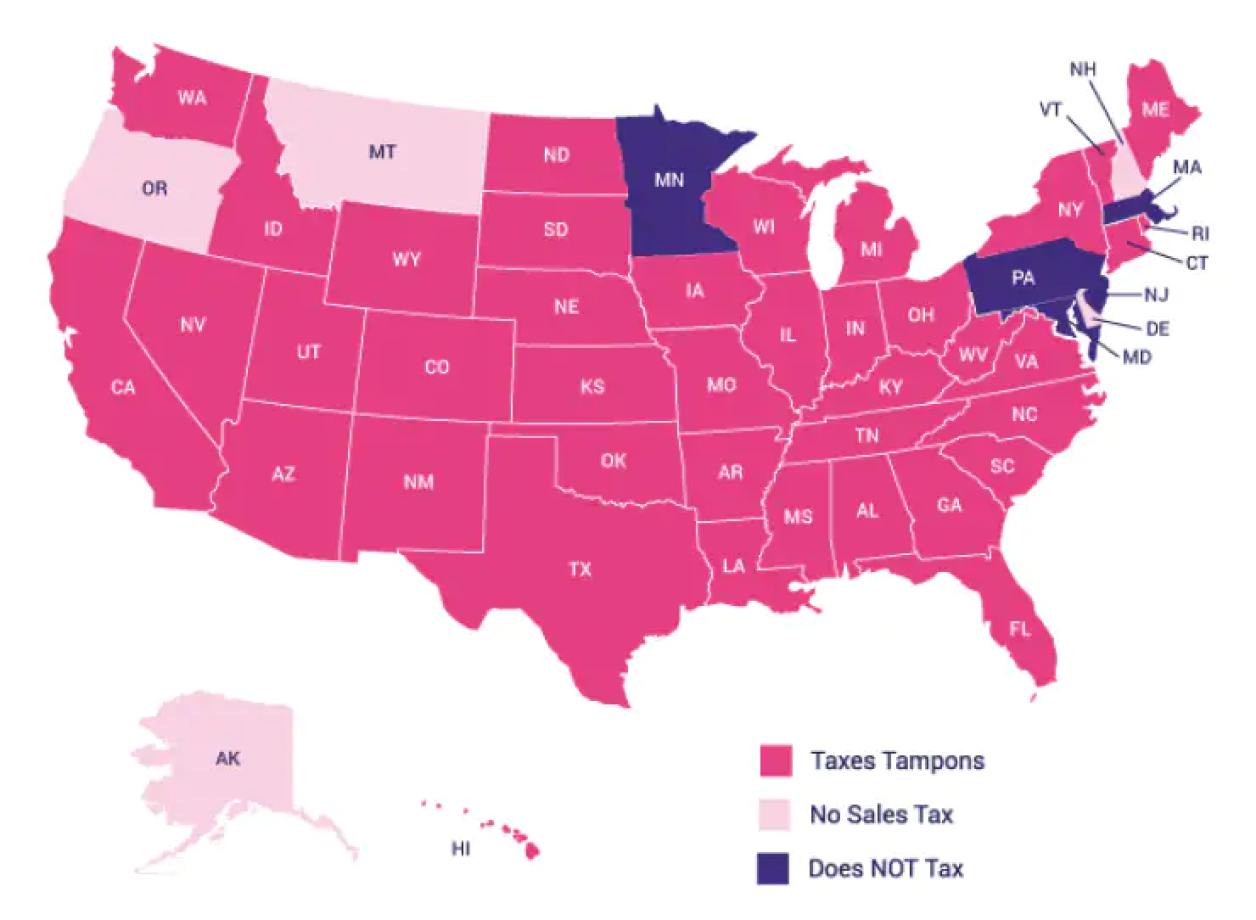 WA
MT
ND
MN
OR
ID
WY
SD
WI
MI
NY
NH
VT
ME
MA
RI
CT
NJ
DE
MD
PA
NV
UT
CO
NE
IA
IL
IN
OH
WV
VA
CA
KS
MO
KY
NC
TN
SC
AZ
NM
OK
AR
MS
AL
GA
TX
LA
FL
AK
HI
Taxes Tampons
No Sales Tax
Does NOT Tax